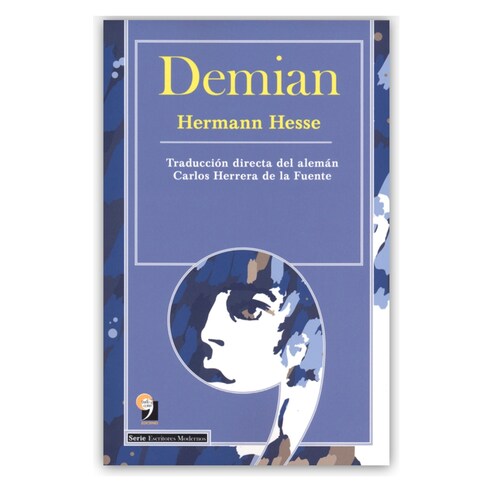 Demian
Hermann Hesse
Traducción directa del alemán
Carlos Herrera de la Fuente
Serie Escritores Modernos